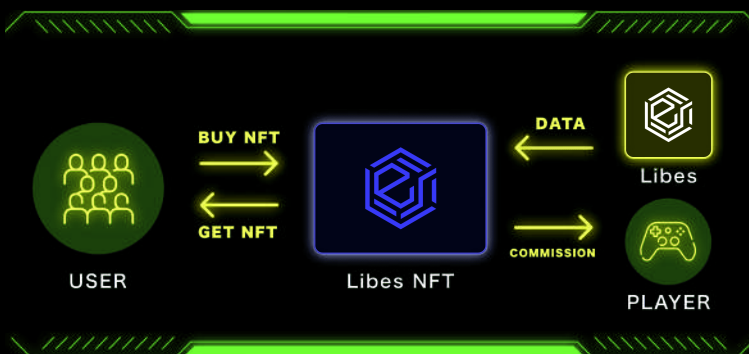 BUY NFT
GET NFT
USER
Libes NFT
DATA
COMMISSION
Libes
PLAYER